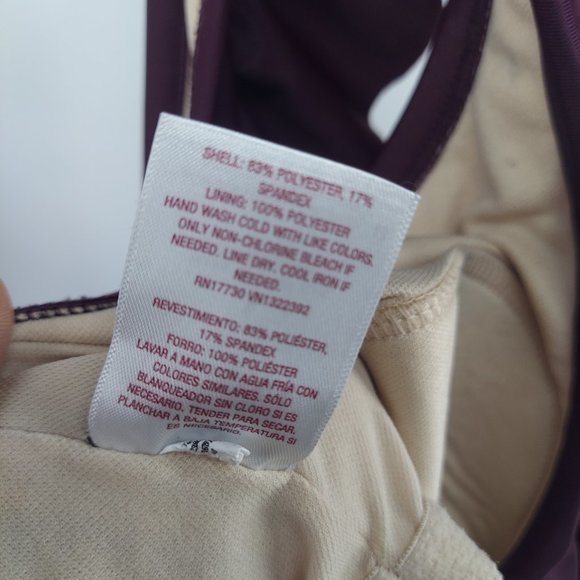 SHELL: 83% POLYESTER, 17%
SPANDEX
LINING: 100% POLYESTER
HAND WASH COLD WITH LIKE COLORS.
ONLY NON-CHLORINE BLEACH IF
NEEDED. LINE DRY. COOL IRON IF
NEEDED.
RN17730 VN1322392
REVESTIMIENTO: 83% POLIÉSTER,
17% SPANDEX
FORRO: 100% POLIÉSTER
LAVAR A MANO CON AGUA FRÍA CON
COLORES SIMILARES. SÓLO
BLANQUEADOR SIN CLORO SI ES
NECESARIO. TENDER PARA SECAR.
PLANCHAR A BAJA TEMPERATURA SI
ES NECESARIO.